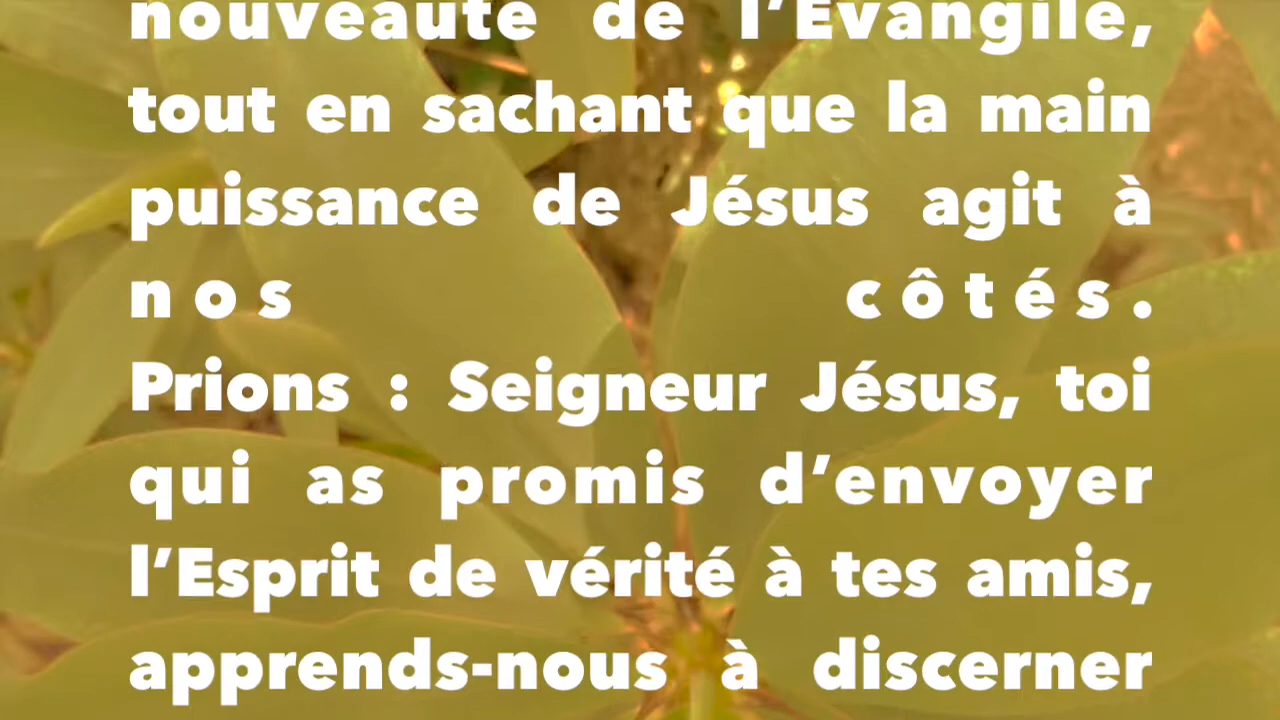 nouveauté de l’Évangile,
tout en sachant que la main
puissance de Jésus agit à
nos côtés.
Prions : Seigneur Jésus, toi
qui as promis d’envoyer
l’Esprit de vérité à tes amis,
apprends-nous à discerner